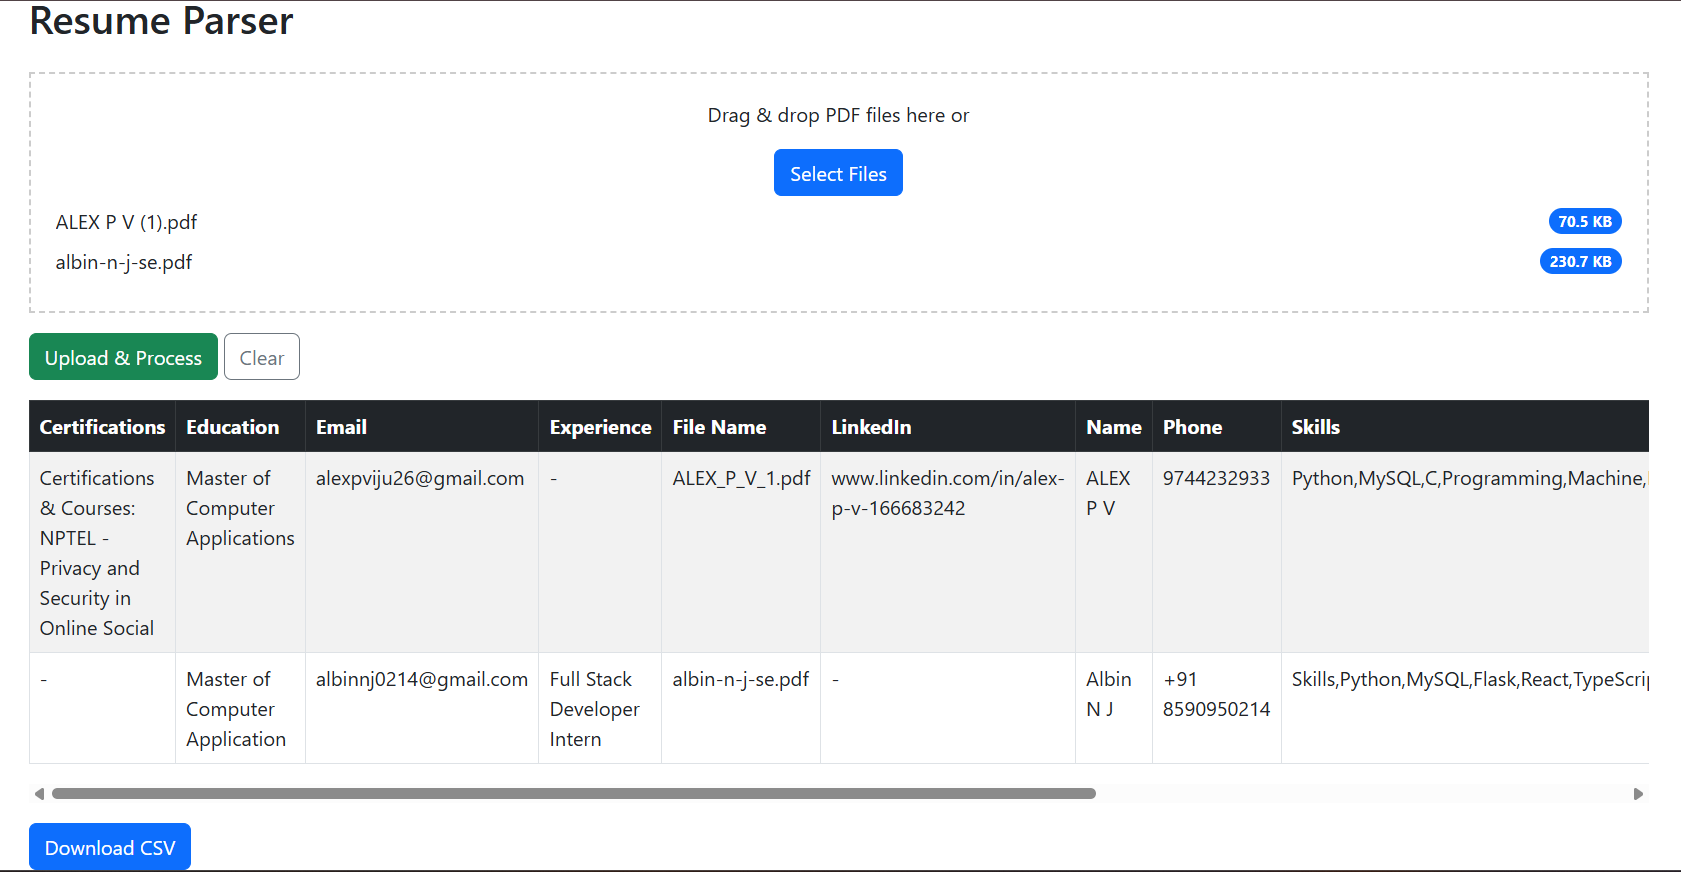 Resume Parser
Drag & drop PDF files here or
Select Files
ALEX P V (1).pdf 70.5 KB
albin-n-j-se.pdf 230.7 KB
Upload & Process Clear
Certifications Education Email Experience File Name LinkedIn Name Phone Skills
Certifications Master of alexpviju26@gmail.com - ALEX_P_V_1.pdf www.linkedin.com/in/alex- ALEX 9744232933 Python,MySQL,C,Programming,Machine,
& Courses: Computer p-v-166683242 P V
NPTEL - Applications
Privacy and
Security in
Online Social
- Master of albinnj0214@gmail.com Full Stack albin-n-j-se.pdf - Albin +91 Skills,Python,MySQL,Flask,React,TypeScrip
Computer Developer N J 8590950214
Application Intern
Download CSV